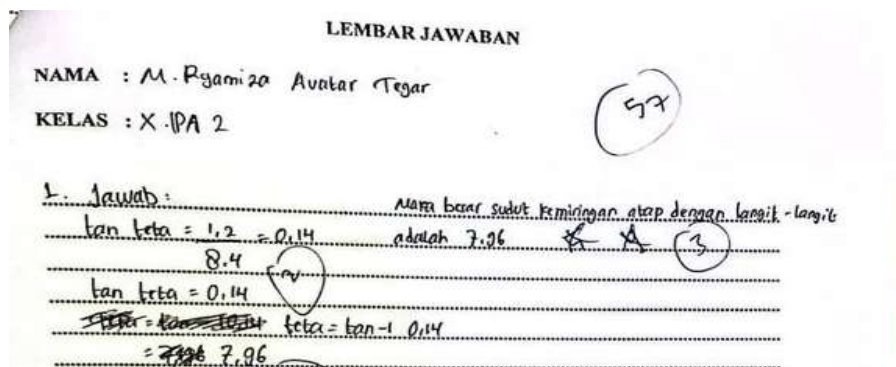 LEMBAR JAWABAN
NAMA : M. Ryamiza Avatar Tegar
KELAS : X .IPA 2
57
1. Jawab :
tan teta = 1,2 = 0,14
8.4
2
tan teta = 0,14
teta = tan-1 0,14
= 7,96
Maka besar sudut kemiringan atap dengan langit-langit
adalah 7.96
3